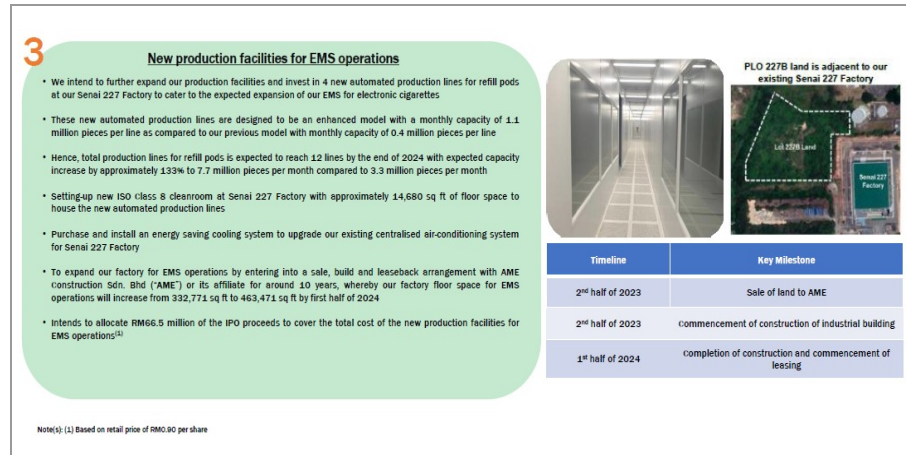 3
New production facilities for EMS operations
• We intend to further expand our production facilities and invest in 4 new automated production lines for refill pods
at our Senai 227 Factory to cater to the expected expansion of our EMS for electronic cigarettes
• These new automated production lines are designed to be an enhanced model with a monthly capacity of 1.1
million pieces per line as compared to our previous model with monthly capacity of 0.4 million pieces per line
• Hence, total production lines for refill pods is expected to reach 12 lines by the end of 2024 with expected capacity
increase by approximately 133% to 7.7 million pieces per month compared to 3.3 million pieces per month
• Setting-up new ISO Class 8 cleanroom at Senai 227 Factory with approximately 14,680 sq ft of floor space to
house the new automated production lines
• Purchase and install an energy saving cooling system to upgrade our existing centralised air-conditioning system
for Senai 227 Factory
• To expand our factory for EMS operations by entering into a sale, build and leaseback arrangement with AME
Construction Sdn. Bhd ("AME") or its affiliate for around 10 years, whereby our factory floor space for EMS
operations will increase from 332,771 sq ft to 463,471 sq ft by first half of 2024
• Intends to allocate RM66.5 million of the IPO proceeds to cover the total cost of the new production facilities for
EMS operations(1)
PLO 227B land is adjacent to our
existing Senai 227 Factory
Lot 227B Land
Senai 227
Factory
Timeline Key Milestone
2nd half of 2023 Sale of land to AME
2nd half of 2023 Commencement of construction of industrial building
1st half of 2024 Completion of construction and commencement of
leasing
Note(s): (1) Based on retail price of RM0.90 per share